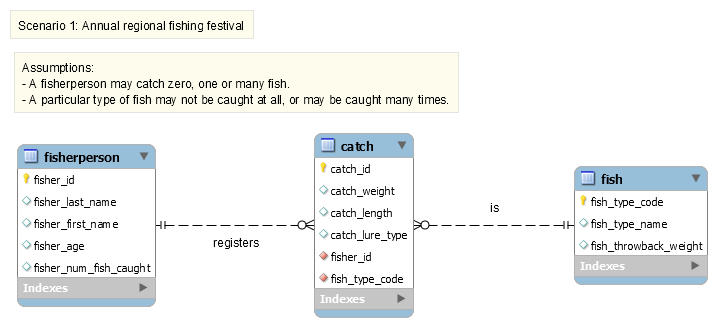 Scenario 1: Annual regional fishing festival
Assumptions:
- A fisherperson may catch zero, one or many fish.
- A particular type of fish may not be caught at all, or may be caught many times.
fisherperson
fisher_id
fisher_last_name
fisher_first_name
fisher_age
fisher_num_fish_caught
Indexes
registers
catch
catch_id
catch_weight
catch_length
catch_lure_type
fisher_id
fish_type_code
Indexes
is
fish
fish_type_code
fish_type_name
fish_throwback_weight
Indexes